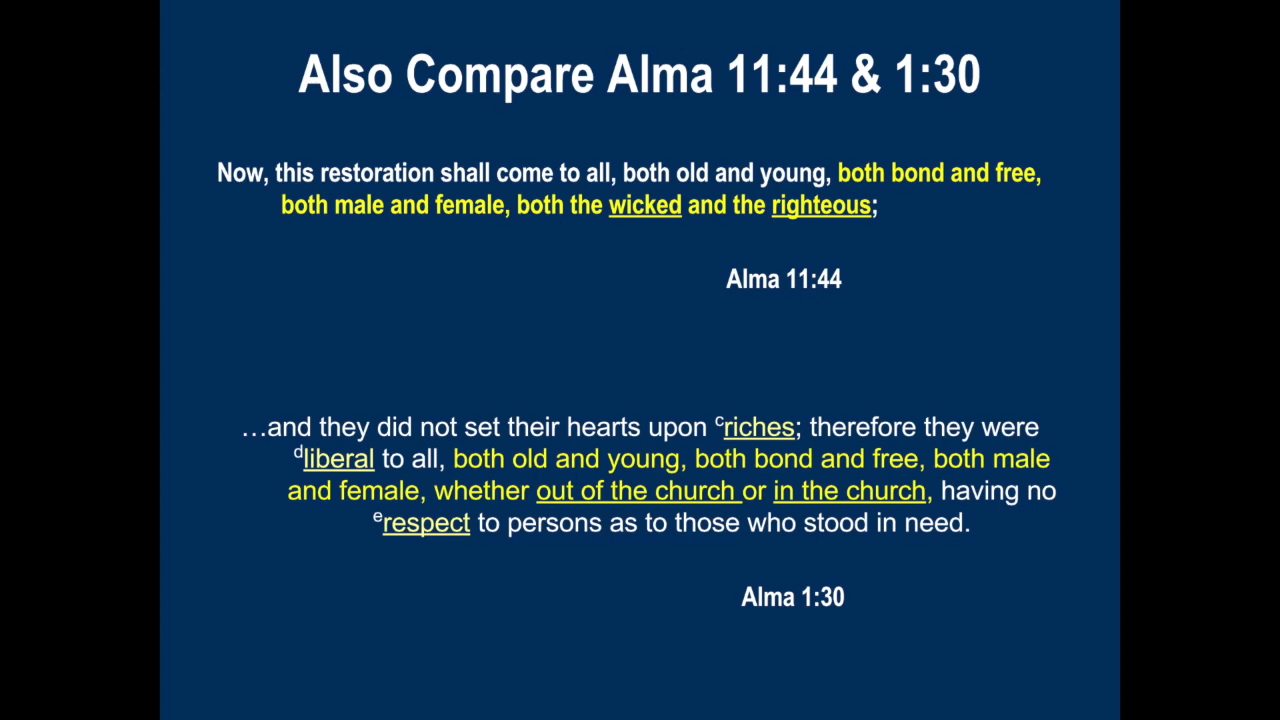 Also Compare Alma 11:44 & 1:30
Now, this restoration shall come to all, both old and young, both bond and free,
both male and female, both the wicked and the righteous;
Alma 11:44
…and they did not set their hearts upon criches; therefore they were
dliberal to all, both old and young, both bond and free, both male
and female, whether out of the church or in the church, having no
erespect to persons as to those who stood in need.
Alma 1:30